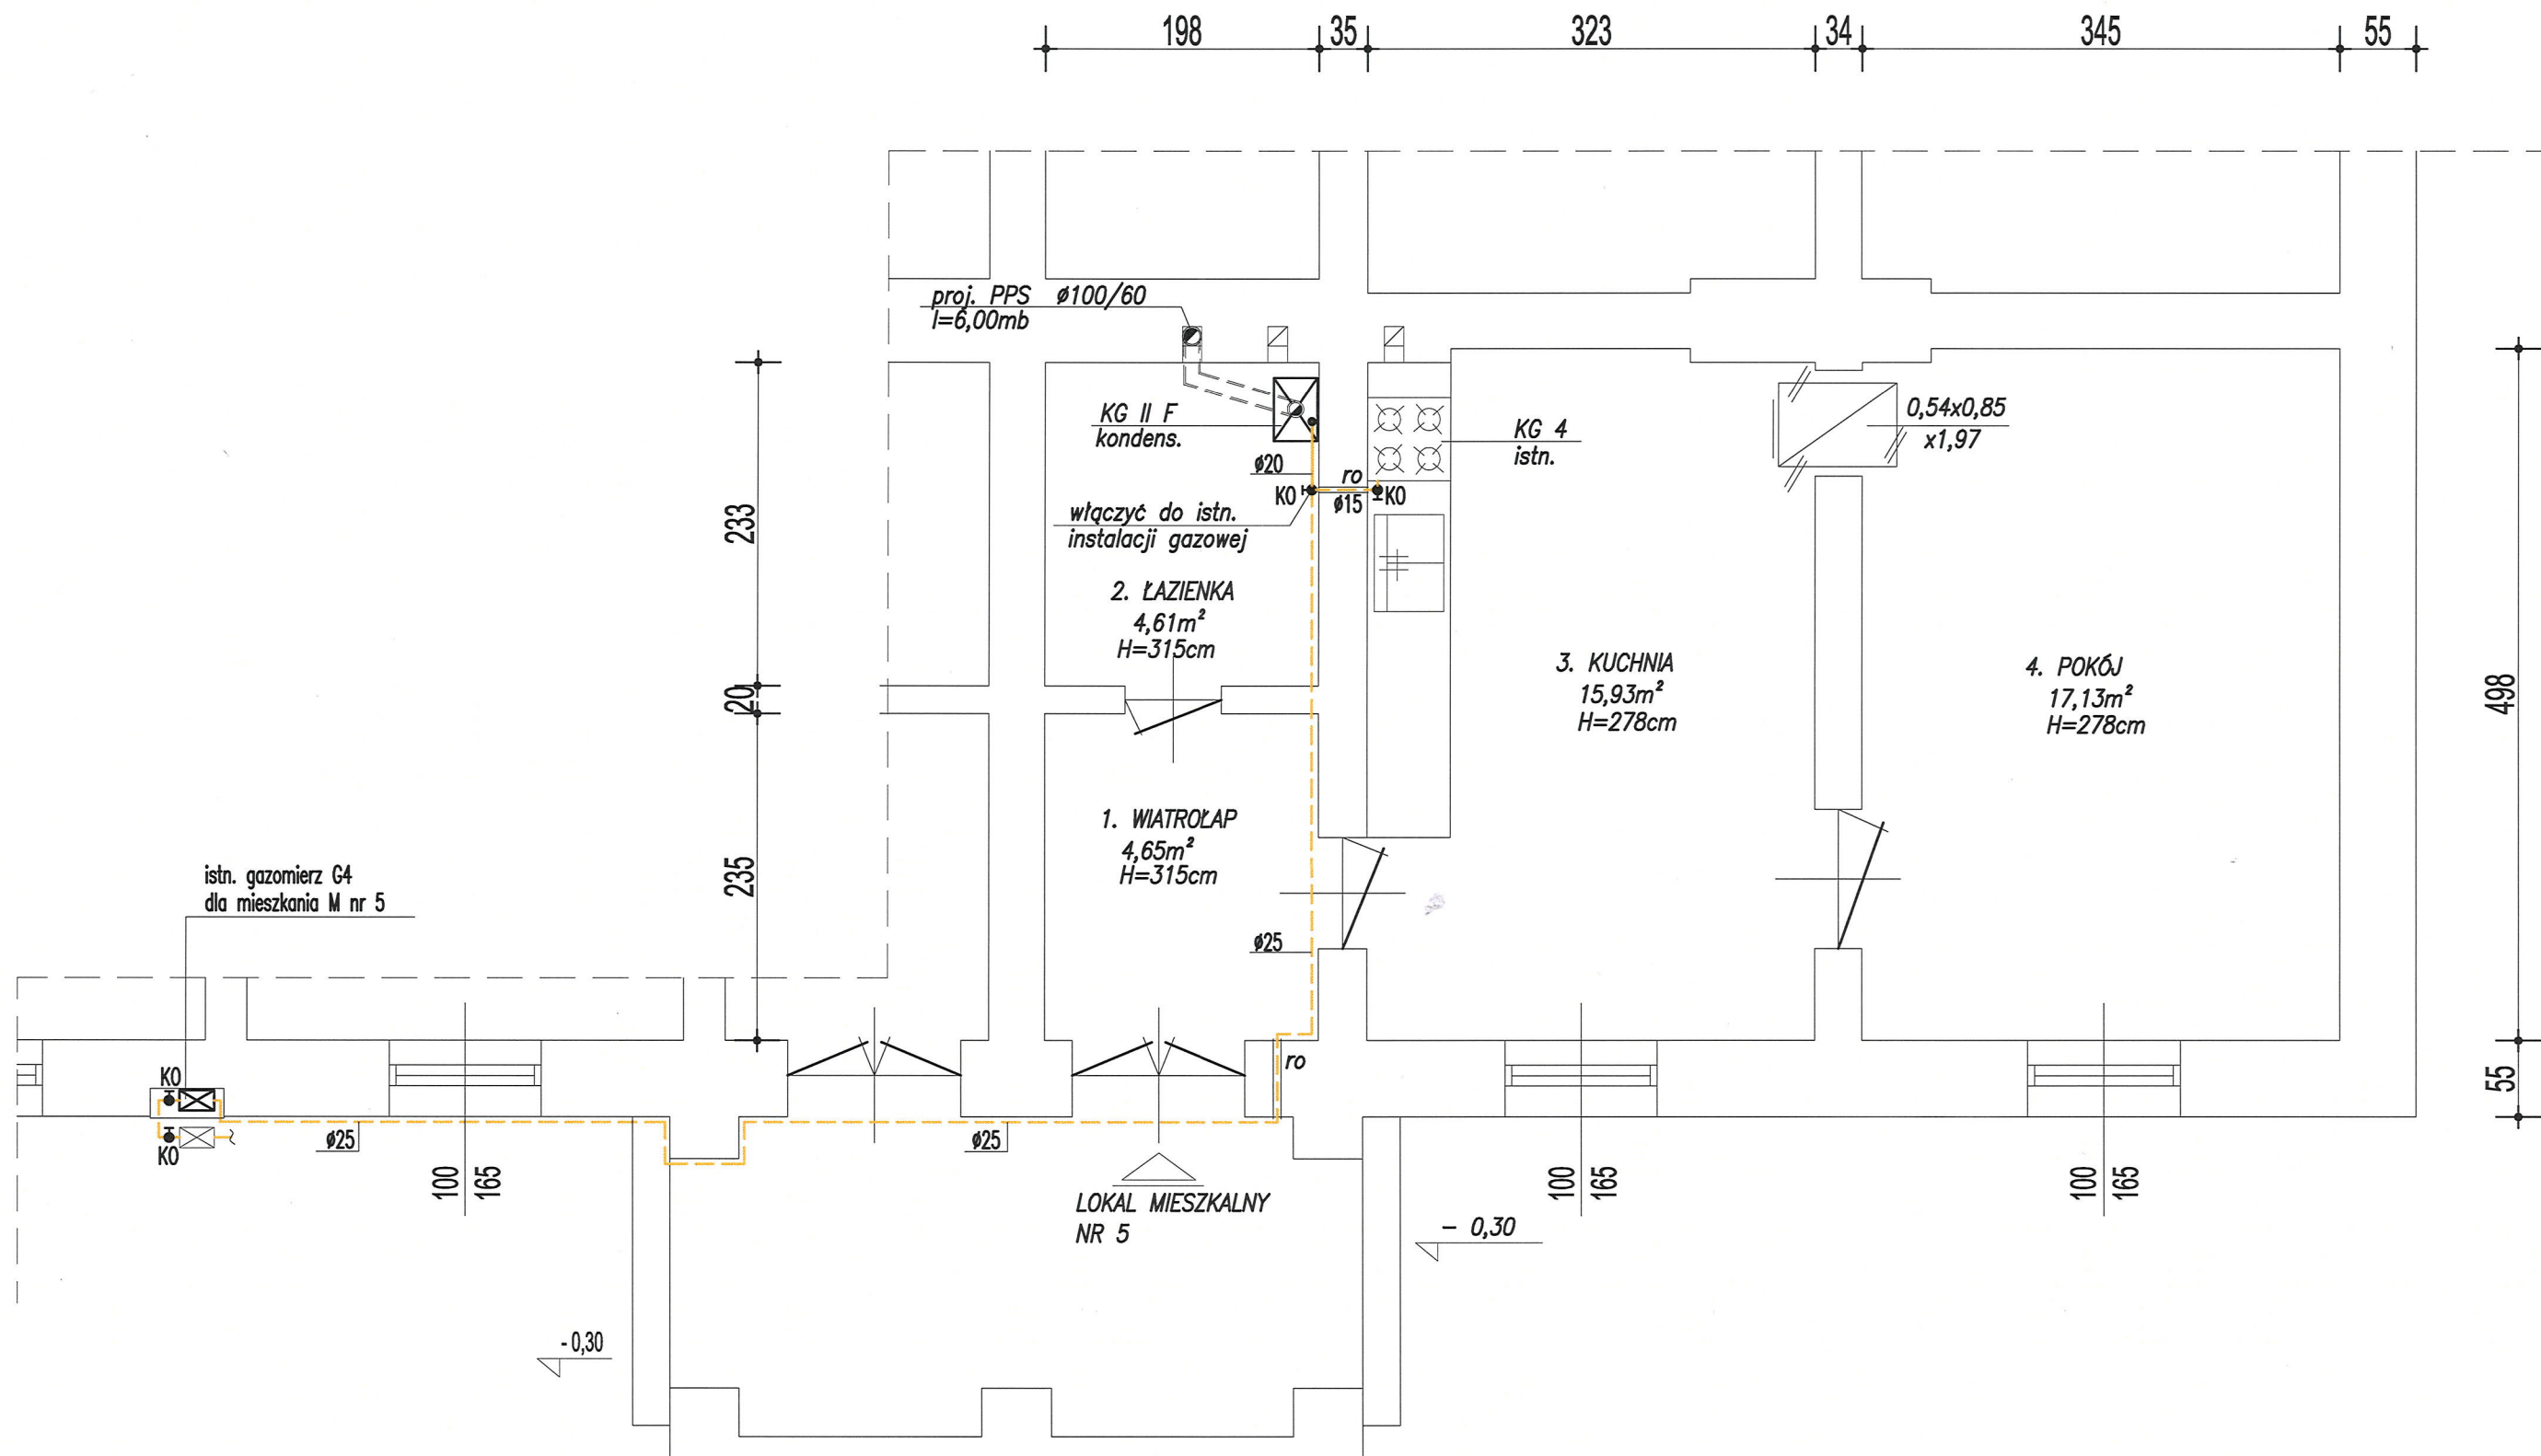 198
35
323
34
345
55
proj. PPS ø100/60
l=6,00mb
KG II F
kondens.
KG 4
istn.
0,54x0,85
x1,97
ø20
ro
KO
ø15
KO
włączyć do istn.
instalacji gazowej
233
2. ŁAZIENKA
4,61m²
H=315cm
3. KUCHNIA
15,93m²
H=278cm
4. POKÓJ
17,13m²
H=278cm
498
20
1. WIATROŁAP
4,65m²
H=315cm
235
istn. gazomierz G4
dla mieszkania M nr 5
ø25
ro
KO
KO
ø25
ø25
55
100
165
100
165
100
165
LOKAL MIESZKALNY
NR 5
- 0,30
- 0,30